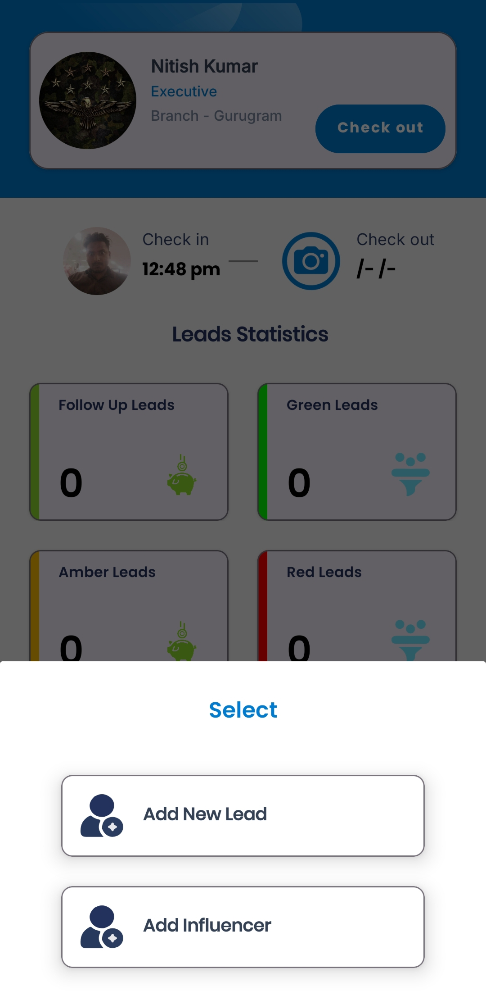 Nitish Kumar
Executive
Branch - Gurugram
Check out
Check in
12:48 pm
Check out
/- /-
Leads Statistics
Follow Up Leads
0
Green Leads
0
Amber Leads
0
Red Leads
0
Select
Add New Lead
Add Influencer